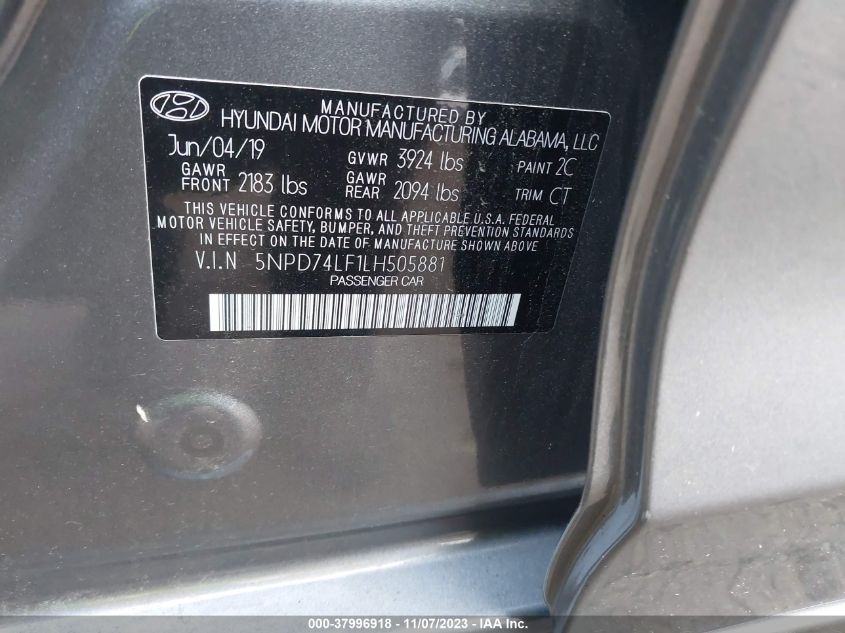 MANUFACTURED BY
HYUNDAI MOTOR MANUFACTURING ALABAMA, LLC
Jun/04/19 GVWR 3924 lbs PAINT 2C
GAWR FRONT 2183 lbs GAWR REAR 2094 lbs TRIM CT
THIS VEHICLE CONFORMS TO ALL APPLICABLE U.S.A. FEDERAL
MOTOR VEHICLE SAFETY, BUMPER, AND THEFT PREVENTION STANDARDS
IN EFFECT ON THE DATE OF MANUFACTURE SHOWN ABOVE
V.I.N 5NPD74LF1LH505881
PASSENGER CAR
000-37996918 | 11/07/2023 - IAA Inc.